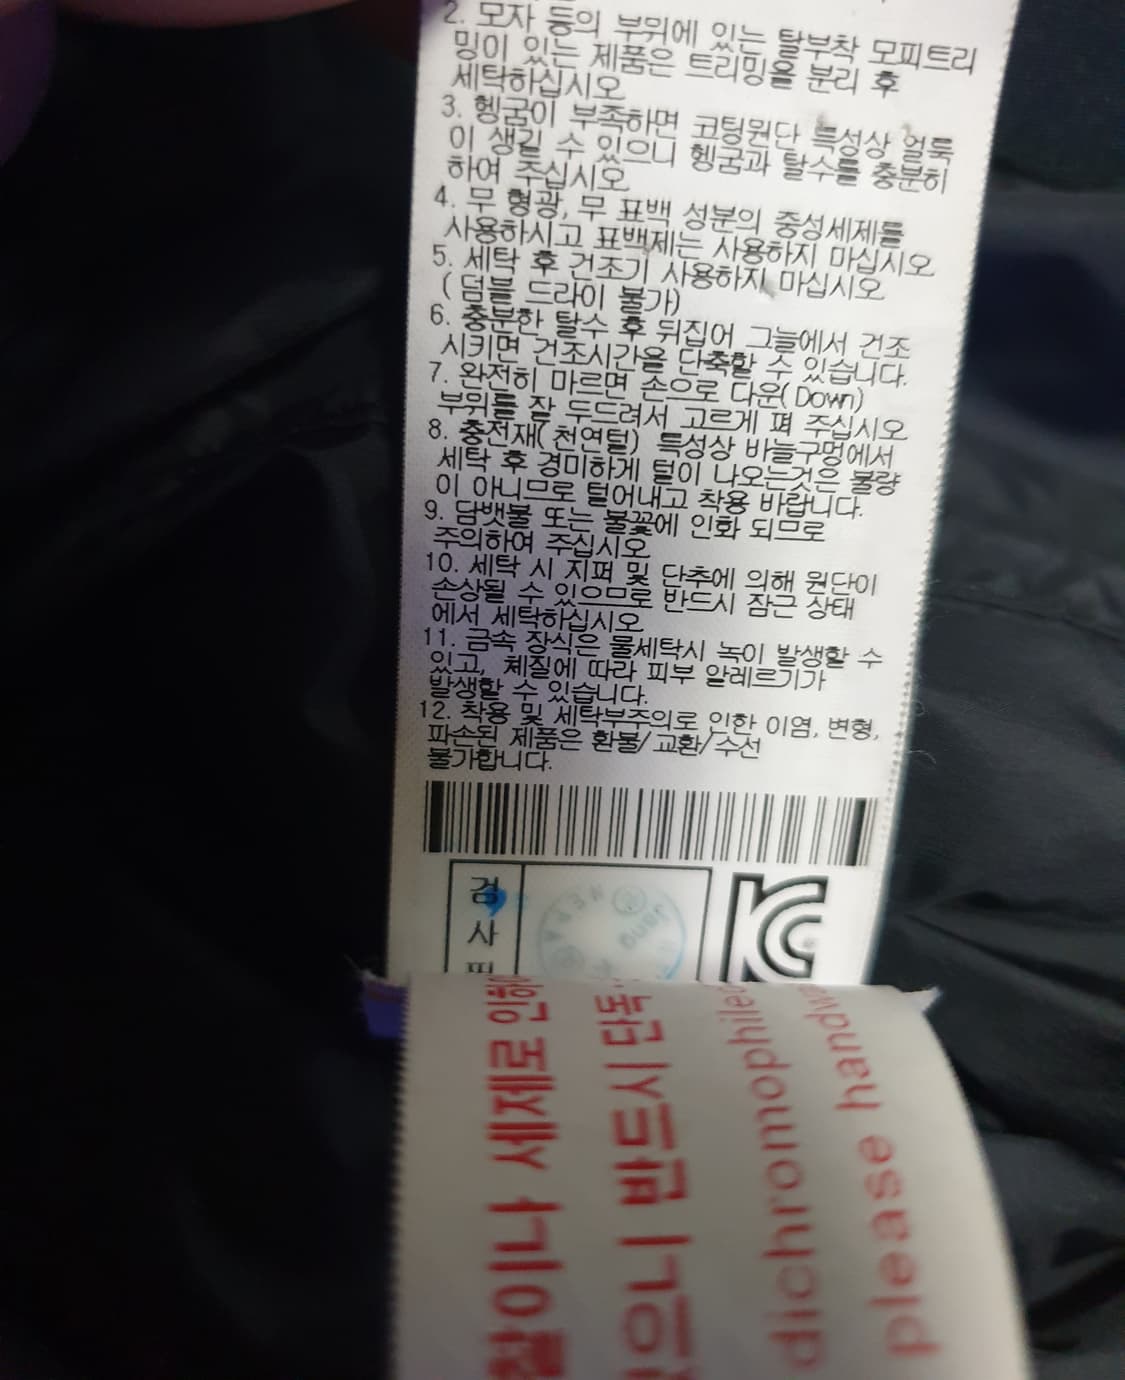 2. 모자 등의 부위에 있는 탈부착 모피트리
밍이 있는 제품은 트리밍을 분리 후
세탁하십시오
3. 헹굼이 부족하면 코팅원단 특성상 얼룩
이 생길 수 있으니 헹굼과 탈수를 충분히
하여 주십시오
4. 무 형광, 무 표백 성분의 중성세제를
사용하시고 표백제는 사용하지 마십시오
5. 세탁 후 건조기 사용하지 마십시오
(덤블 드라이 불가)
6. 충분한 탈수 후 뒤집어 그늘에서 건조
시키면 건조시간을 단축할 수 있습니다.
7. 완전히 마르면 손으로 다운(Down)
부위를 잘 두드려서 고르게 펴 주십시오
8. 충전재(천연털) 특성상 바늘구멍에서
세탁 후 경미하게 털이 나오는것은 불량
이 아니므로 털어내고 착용 바랍니다.
9. 담뱃불 또는 불꽃에 인화 되므로
주의하여 주십시오
10. 세탁 시 지퍼 및 단추에 의해 원단이
손상될 수 있으므로 반드시 잠근 상태
에서 세탁하십시오
11. 금속 장식은 물세탁시 녹이 발생할 수
있고, 체질에 따라 피부 알레르기가
발생할 수 있습니다.
12. 착용 및 세탁부주의로 인한 이염, 변형,
파손된 제품은 환불/교환/수선
불가합니다.
검
사
찰이나 세제로 인하
으니 반드시 단독
dichromophile
please handwa